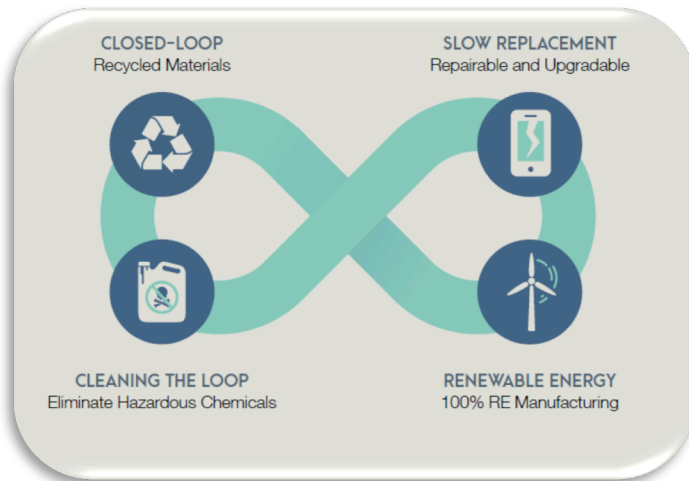 CLOSED-LOOP
Recycled Materials
SLOW REPLACEMENT
Repairable and Upgradable
CLEANING THE LOOP
Eliminate Hazardous Chemicals
RENEWABLE ENERGY
100% RE Manufacturing